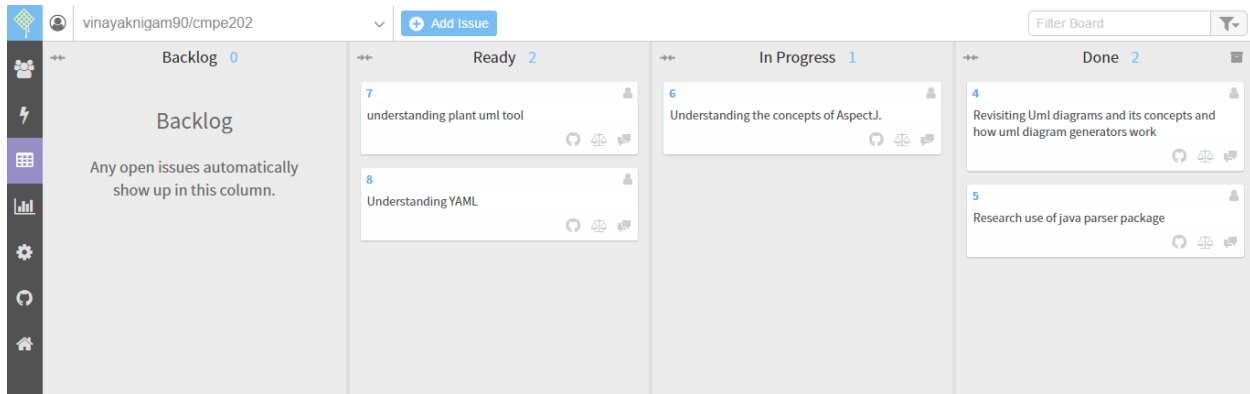 vinayaknigam90/cmpe202
Add Issue
Filter Board
Backlog 0
Backlog
Any open issues automatically
show up in this column.
Ready 2
7
understanding plant uml tool
8
Understanding YAML
In Progress 1
6
Understanding the concepts of AspectJ.
Done 2
4
Revisiting Uml diagrams and its concepts and
how uml diagram generators work
5
Research use of java parser package